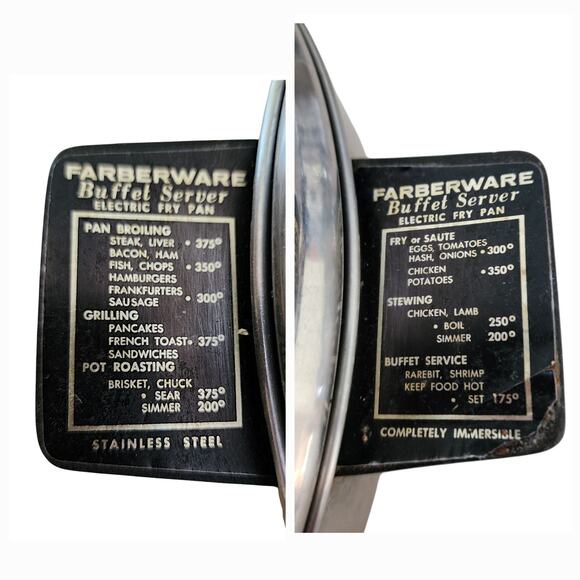 FARBERWARE
Buffet Server
ELECTRIC FRY PAN
PAN BROILING
STEAK, LIVER • 375°
BACON, HAM
FISH, CHOPS • 350°
HAMBURGERS
FRANKFURTERS
SAUSAGE • 300°
GRILLING
PANCAKES
FRENCH TOAST • 375°
SANDWICHES
POT ROASTING
BRISKET, CHUCK
• SEAR 375°
SIMMER 200°
STAINLESS STEEL
FARBERWARE
Buffet Server
ELECTRIC FRY PAN
FRY or SAUTE
EGGS, TOMATOES
HASH, ONIONS • 300°
CHICKEN
POTATOES • 350°
STEWING
CHICKEN, LAMB
• BOIL 250°
SIMMER 200°
BUFFET SERVICE
RAREBIT, SHRIMP
KEEP FOOD HOT
• SET 175°
COMPLETELY IMMERSIBLE